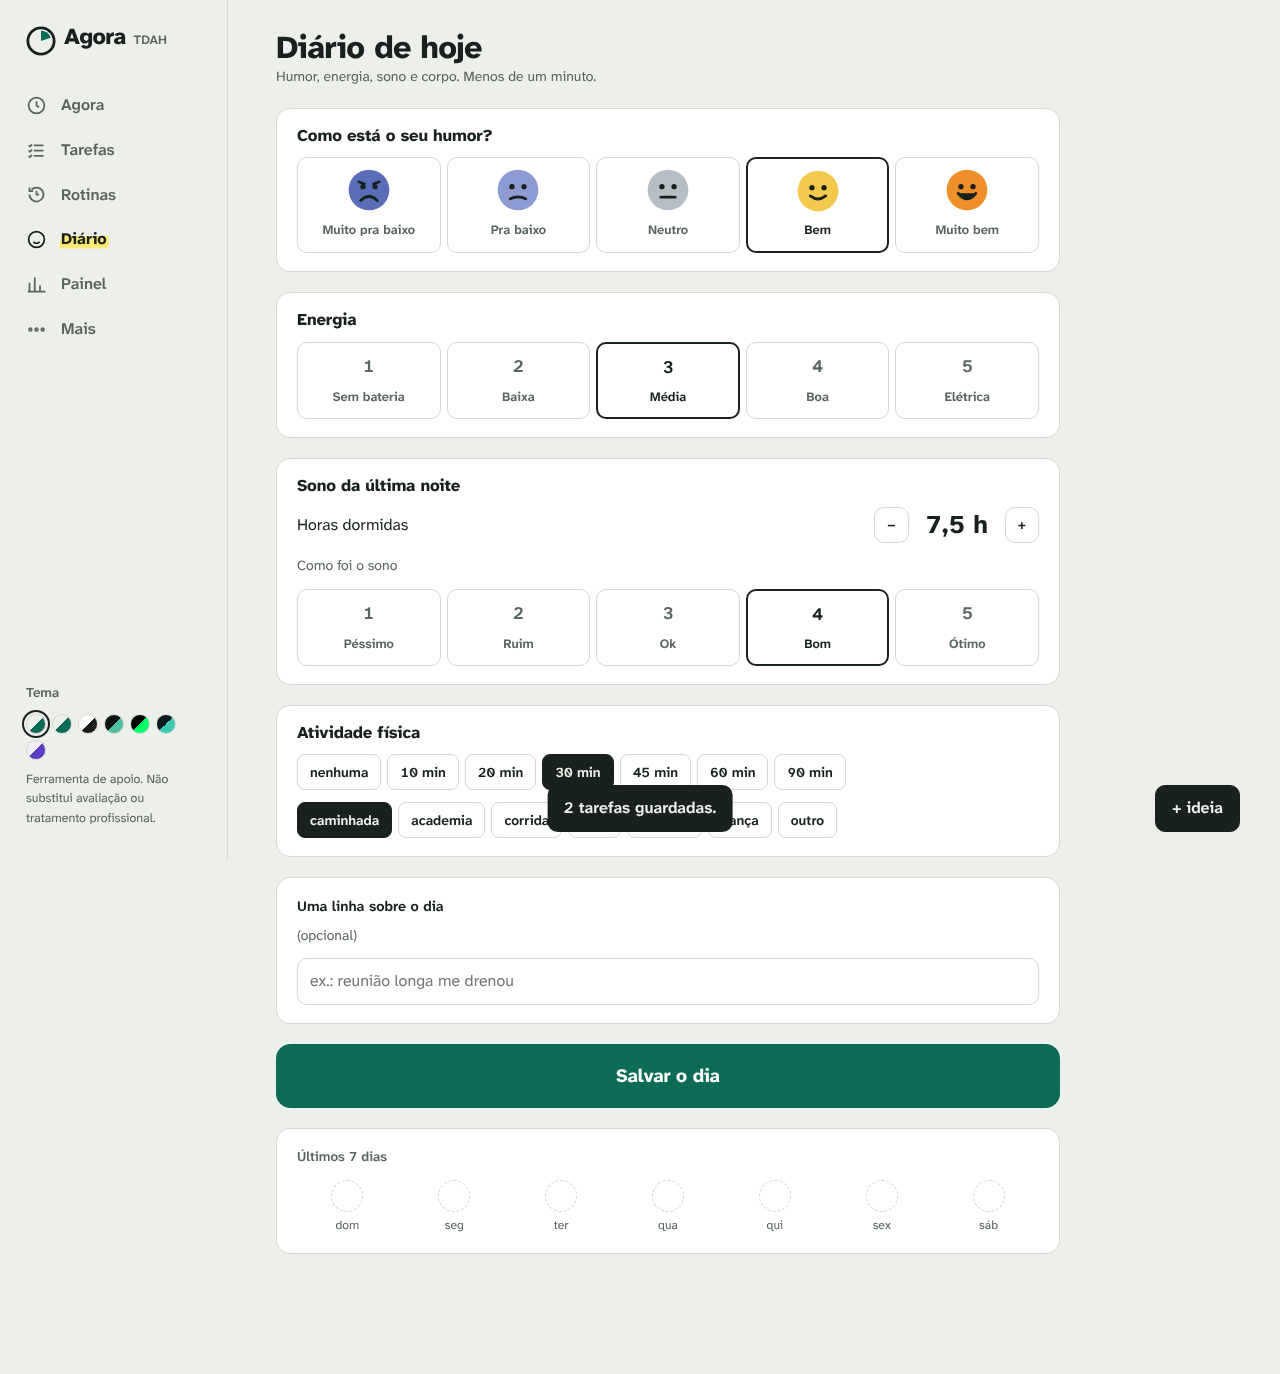 Agora TDAH
Agora
Tarefas
Rotinas
Diário
Painel
Mais
Tema
Ferramenta de apoio. Não
substitui avaliação ou
tratamento profissional.
Diário de hoje
Humor, energia, sono e corpo. Menos de um minuto.
Como está o seu humor?
Muito pra baixo
Pra baixo
Neutro
Bem
Muito bem
Energia
1 2 3 4 5
Sem bateria Baixa Média Boa Elétrica
Sono da última noite
Horas dormidas − 7,5 h +
Como foi o sono
1 2 3 4 5
Péssimo Ruim Ok Bom Ótimo
Atividade física
nenhuma 10 min 20 min 30 min 45 min 60 min 90 min
2 tarefas guardadas.
caminhada academia outro
+ ideia
Uma linha sobre o dia
(opcional)
ex.: reunião longa me drenou
Salvar o dia
Últimos 7 dias
dom seg ter qua qui sex sáb